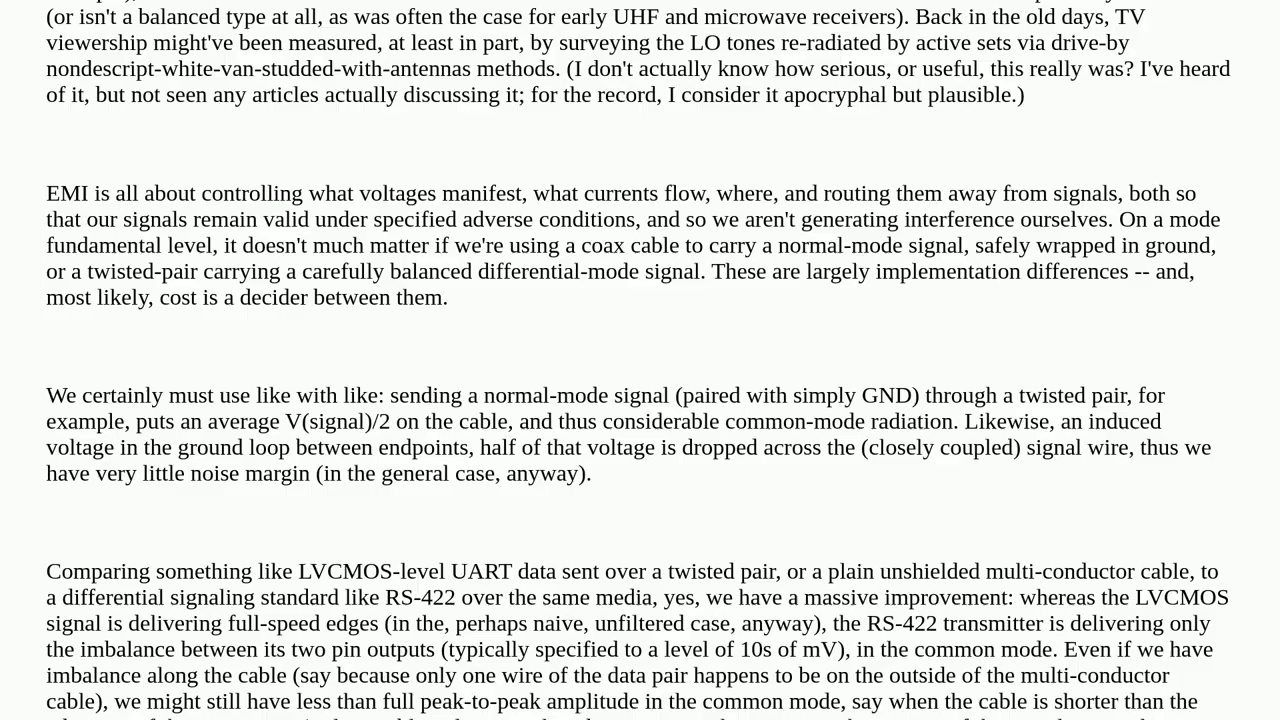 (or isn't a balanced type at all, as was often the case for early UHF and microwave receivers). Back in the old days, TV
viewership might've been measured, at least in part, by surveying the LO tones re-radiated by active sets via drive-by
nondescript-white-van-studded-with-antennas methods. (I don't actually know how serious, or useful, this really was? I've heard
of it, but not seen any articles actually discussing it; for the record, I consider it apocryphal but plausible.)
EMI is all about controlling what voltages manifest, what currents flow, where, and routing them away from signals, both so
that our signals remain valid under specified adverse conditions, and so we aren't generating interference ourselves. On a mode
fundamental level, it doesn't much matter if we're using a coax cable to carry a normal-mode signal, safely wrapped in ground,
or a twisted-pair carrying a carefully balanced differential-mode signal. These are largely implementation differences -- and,
most likely, cost is a decider between them.
We certainly must use like with like: sending a normal-mode signal (paired with simply GND) through a twisted pair, for
example, puts an average V(signal)/2 on the cable, and thus considerable common-mode radiation. Likewise, an induced
voltage in the ground loop between endpoints, half of that voltage is dropped across the (closely coupled) signal wire, thus we
have very little noise margin (in the general case, anyway).
Comparing something like LVCMOS-level UART data sent over a twisted pair, or a plain unshielded multi-conductor cable, to
a differential signaling standard like RS-422 over the same media, yes, we have a massive improvement: whereas the LVCMOS
signal is delivering full-speed edges (in the, perhaps naive, unfiltered case, anyway), the RS-422 transmitter is delivering only
the imbalance between its two pin outputs (typically specified to a level of 10s of mV), in the common mode. Even if we have
imbalance along the cable (say because only one wire of the data pair happens to be on the outside of the multi-conductor
cable), we might still have less than full peak-to-peak amplitude in the common mode, say when the cable is shorter than the